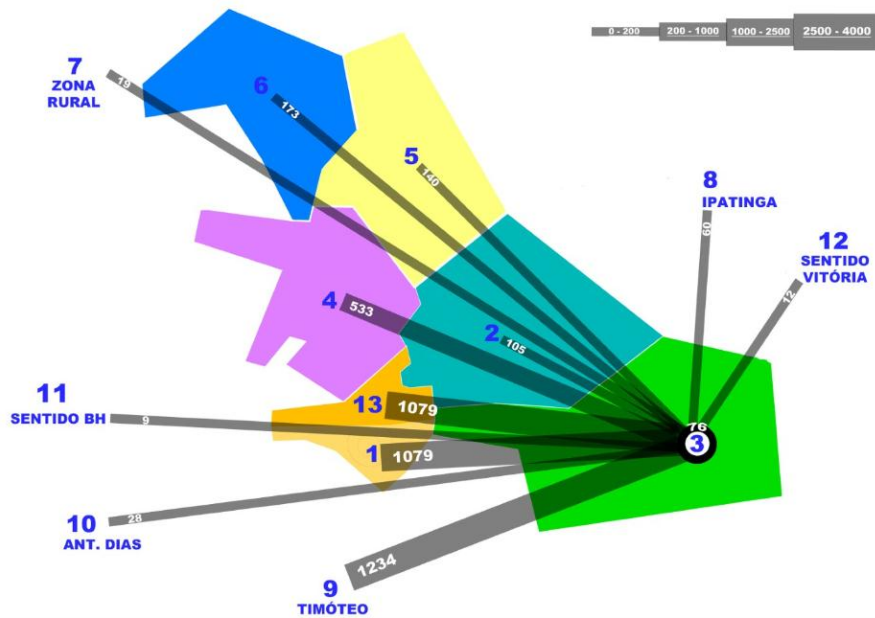 0 - 200
200 - 1000
1000 - 2500
2500 - 4000
7
ZONA
RURAL
19
6
173
5
140
8
IPATINGA
60
12
SENTIDO
VITÓRIA
12
4
533
2
105
11
SENTIDO BH
9
13
1079
76
3
1
1079
10
ANT. DIAS
28
9
TIMÓTEO
1234